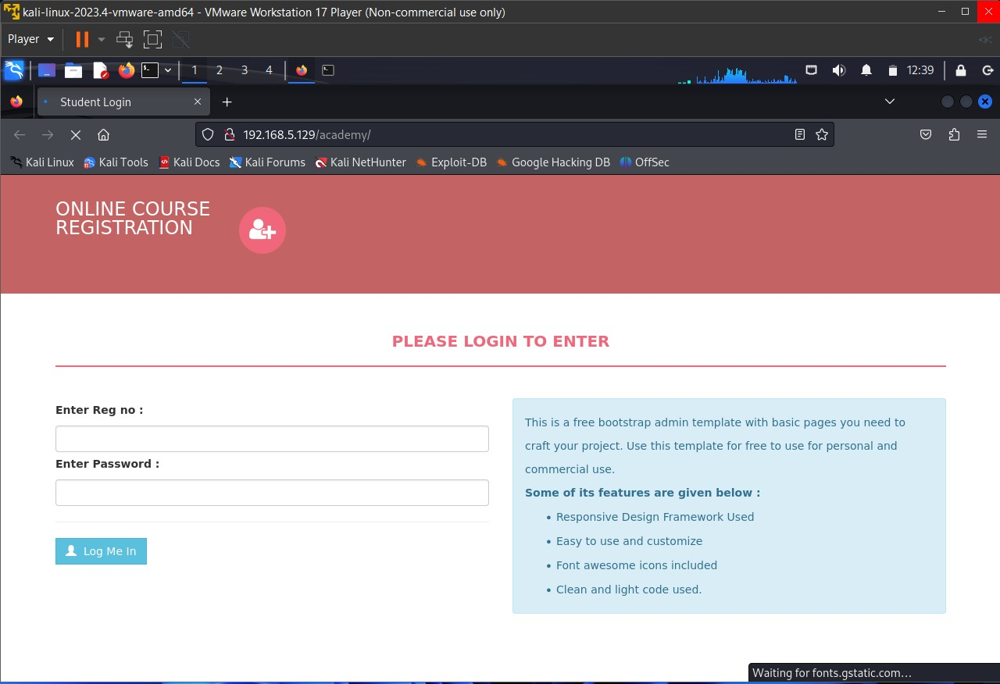 kali-linux-2023.4-vmware-amd64 - VMware Workstation 17 Player (Non-commercial use only)
Player
1 2 3 4 12:39
Student Login
192.168.5.129/academy/
Kali Linux Kali Tools Kali Docs Kali Forums Kali NetHunter Exploit-DB Google Hacking DB OffSec
ONLINE COURSE
REGISTRATION
PLEASE LOGIN TO ENTER
Enter Reg no :
Enter Password :
Log Me In
This is a free bootstrap admin template with basic pages you need to
craft your project. Use this template for free to use for personal and
commercial use.
Some of its features are given below :
• Responsive Design Framework Used
• Easy to use and customize
• Font awesome icons included
• Clean and light code used.
Waiting for fonts.gstatic.com…